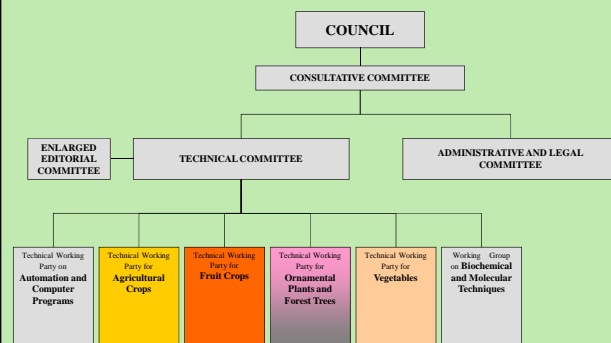 COUNCIL
CONSULTATIVE COMMITTEE
ENLARGED
EDITORIAL
COMMITTEE
TECHNICAL COMMITTEE
ADMINISTRATIVE AND LEGAL
COMMITTEE
Technical Working
Party on
Automation and
Computer
Programs
Technical Working
Party for
Agricultural
Crops
Technical Working
Party for
Fruit Crops
Technical Working
Party for
Ornamental
Plants and
Forest Trees
Technical Working
Party for
Vegetables
Working Group
on Biochemical
and Molecular
Techniques